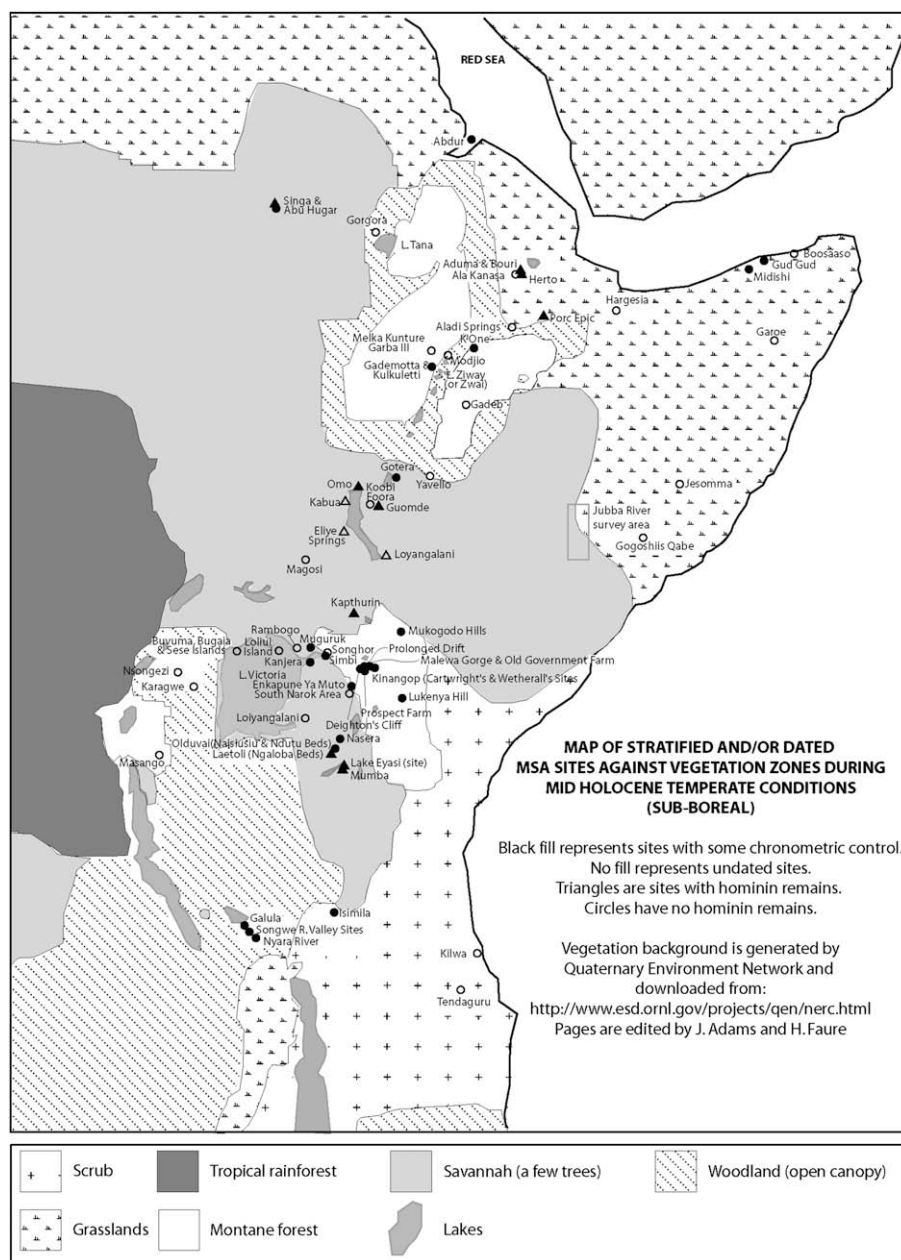 RED SEA
Abdur
Singa &
Abu Hugar
Gorgora
L. Tana
Boosaaso
Gud Gud
Midishi
Aduma & Bouri
Ala Kanasa
Herto
Hargesia
Porc Epic
Aladi Springs
K'One
Garoe
Melka Kunture
Garba III
Modjio
Gademotta &
Kulkuletti
L. Ziway
(or Zwai)
Gadeb
Gotera
Yavello
Omo
Koobi
Foora
Jesomma
Kabua
Guomde
Jubba River
survey area
Eliye
Springs
Gogoshiis Qabe
Loyangalani
Magosi
Kapthurin
Rambogo
Muguruk
Mukogodo Hills
Buvuma, Bugaia
& Sese Islands
Lolui
Island
Songhor
Simbi
Prolonged Drift
Malewa Gorge & Old Government Farm
Kanjera
Nsongezi
L. Victoria
Enkapune Ya Muto
Kinangop (Cartwright's & Wetherall's Sites
Karagwe
South Narok Area
Lukenya Hill
Loiyangalani
Prospect Farm
Deighton's Cliff
Nasera
Olduvai (Naisiusiu & Ndutu Beds)
Laetoli (Ngaloba Beds)
Masango
Lake Eyasi (site)
Mumba
MAP OF STRATIFIED AND/OR DATED
MSA SITES AGAINST VEGETATION ZONES DURING
MID HOLOCENE TEMPERATE CONDITIONS
(SUB-BOREAL)
Black fill represents sites with some chronometric control.
No fill represents undated sites.
Triangles are sites with hominin remains.
Circles have no hominin remains.
Isimila
Galula
Songwe R. Valley Sites
Nyara River
Kilwa
Tendaguru
Vegetation background is generated by
Quaternary Environment Network and
downloaded from:
http://www.esd.ornl.gov/projects/qen/nerc.html
Pages are edited by J. Adams and H. Faure
Scrub
Tropical rainforest
Savannah (a few trees)
Woodland (open canopy)
Grasslands
Montane forest
Lakes